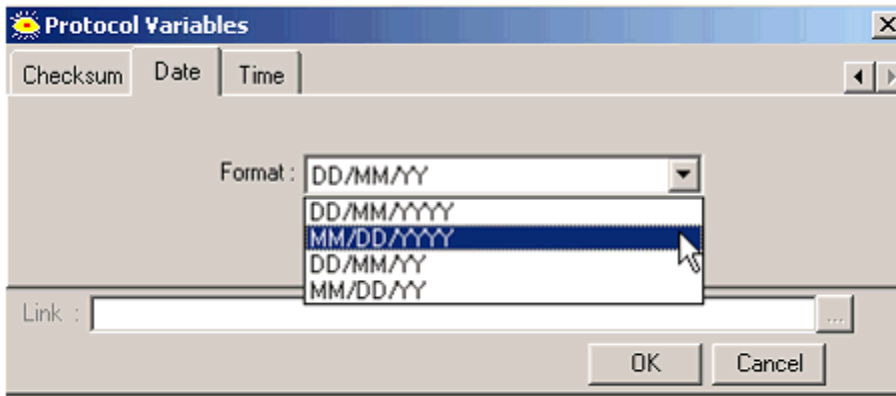 Protocol Variables
Checksum Date Time
Format : DD/MM/YY
DD/MM/YYYY
MM/DD/YYYY
DD/MM/YY
MM/DD/YY
Link : ...
OK Cancel